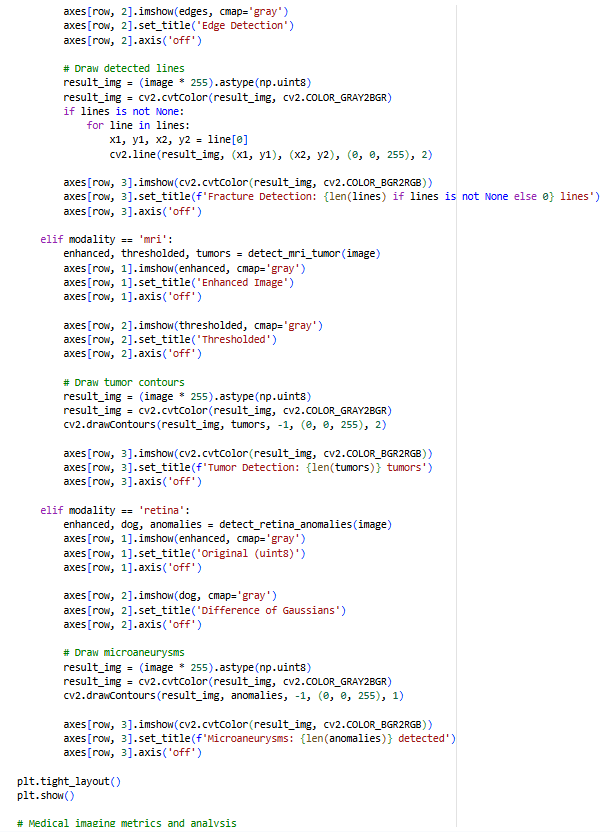 axes[row, 2].imshow(edges, cmap='gray')
axes[row, 2].set_title('Edge Detection')
axes[row, 2].axis('off')
# Draw detected lines
result_img = (image * 255).astype(np.uint8)
result_img = cv2.cvtColor(result_img, cv2.COLOR_GRAY2BGR)
if lines is not None:
for line in lines:
x1, y1, x2, y2 = line[0]
cv2.line(result_img, (x1, y1), (x2, y2), (0, 0, 255), 2)
axes[row, 3].imshow(cv2.cvtColor(result_img, cv2.COLOR_BGR2RGB))
axes[row, 3].set_title(f'Fracture Detection: {len(lines) if lines is not None else 0} lines')
axes[row, 3].axis('off')
elif modality == 'mri':
enhanced, thresholded, tumors = detect_mri_tumor(image)
axes[row, 1].imshow(enhanced, cmap='gray')
axes[row, 1].set_title('Enhanced Image')
axes[row, 1].axis('off')
axes[row, 2].imshow(thresholded, cmap='gray')
axes[row, 2].set_title('Thresholded')
axes[row, 2].axis('off')
# Draw tumor contours
result_img = (image * 255).astype(np.uint8)
result_img = cv2.cvtColor(result_img, cv2.COLOR_GRAY2BGR)
cv2.drawContours(result_img, tumors, -1, (0, 0, 255), 2)
axes[row, 3].imshow(cv2.cvtColor(result_img, cv2.COLOR_BGR2RGB))
axes[row, 3].set_title(f'Tumor Detection: {len(tumors)} tumors')
axes[row, 3].axis('off')
elif modality == 'retina':
enhanced, dog, anomalies = detect_retina_anomalies(image)
axes[row, 1].imshow(enhanced, cmap='gray')
axes[row, 1].set_title('Original (uint8)')
axes[row, 1].axis('off')
axes[row, 2].imshow(dog, cmap='gray')
axes[row, 2].set_title('Difference of Gaussians')
axes[row, 2].axis('off')
# Draw microaneurysms
result_img = (image * 255).astype(np.uint8)
result_img = cv2.cvtColor(result_img, cv2.COLOR_GRAY2BGR)
cv2.drawContours(result_img, anomalies, -1, (0, 0, 255), 1)
axes[row, 3].imshow(cv2.cvtColor(result_img, cv2.COLOR_BGR2RGB))
axes[row, 3].set_title(f'Microaneurysms: {len(anomalies)} detected')
axes[row, 3].axis('off')
plt.tight_layout()
plt.show()
# Medical imaging metrics and analysis